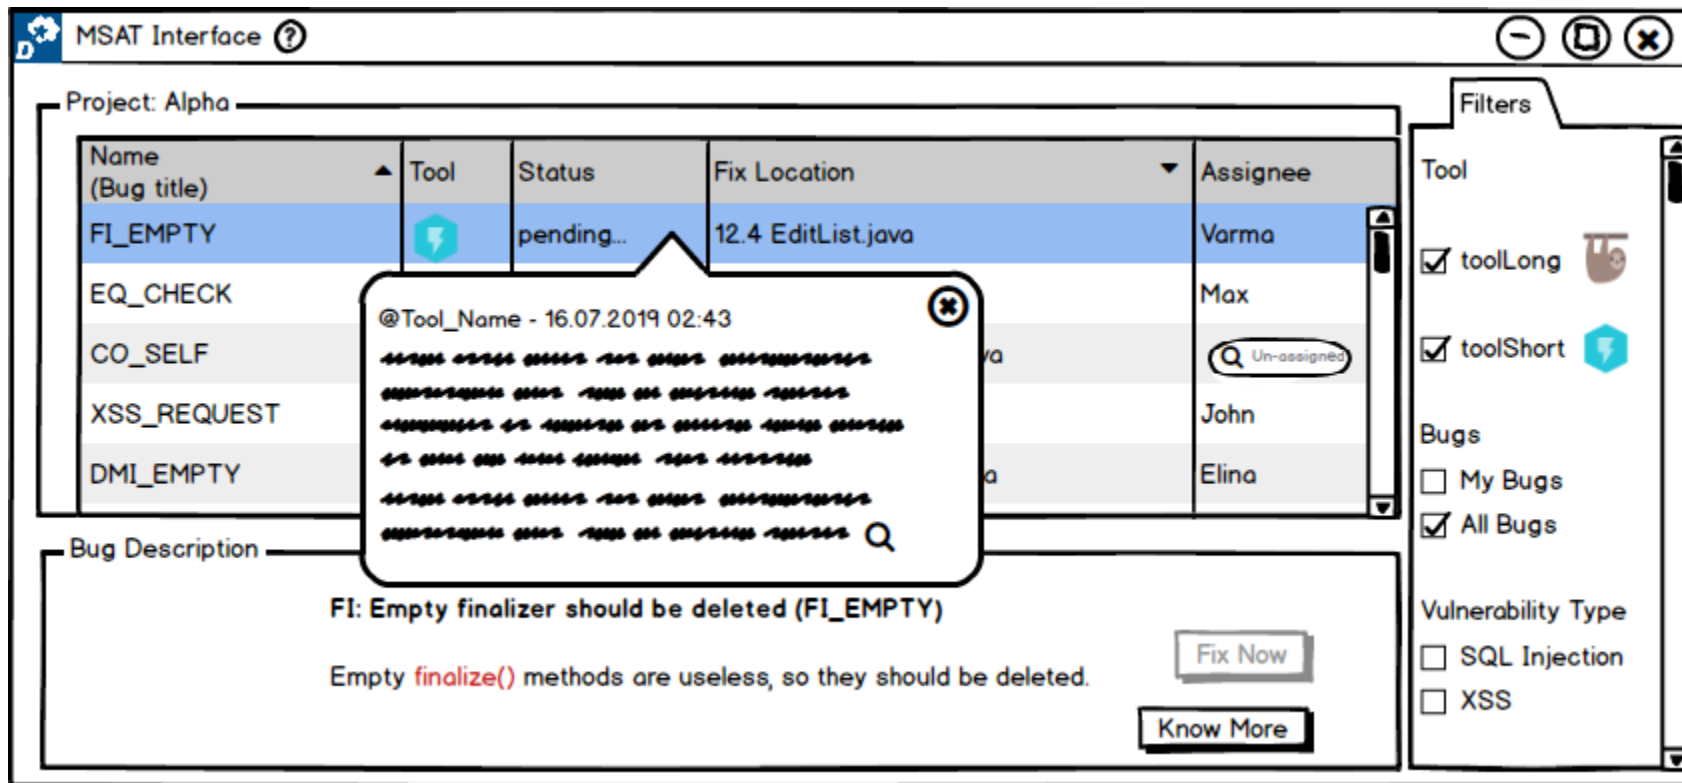 D
MSAT Interface ?
Project: Alpha
Name
(Bug title)
Tool
Status
Fix Location
Assignee
FI_EMPTY
pending...
12.4 EditList.java
Varma
EQ_CHECK
Max
CO_SELF
va
Un-assigned
XSS_REQUEST
John
DMI_EMPTY
a
Elina
@Tool_Name - 16.07.2019 02:43
Bug Description
FI: Empty finalizer should be deleted (FI_EMPTY)
Empty finalize() methods are useless, so they should be deleted.
Fix Now
Know More
Filters
Tool
toolLong
toolShort
Bugs
My Bugs
All Bugs
Vulnerability Type
SQL Injection
XSS